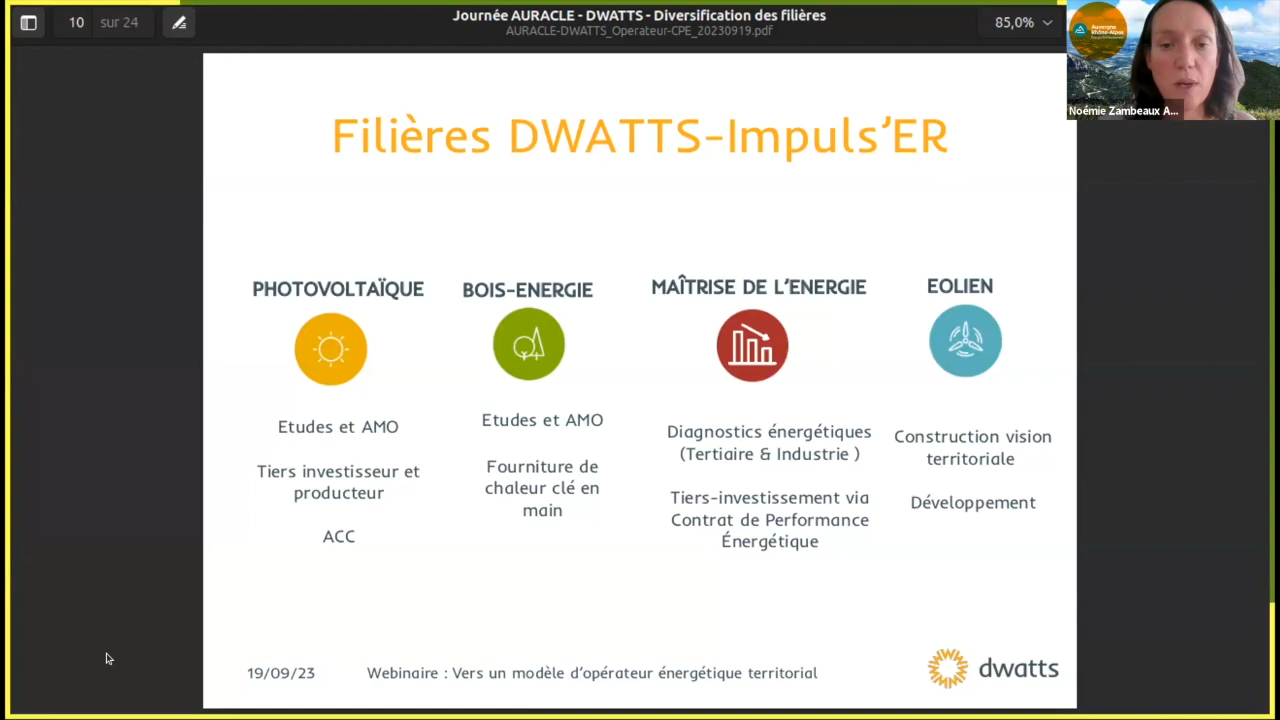 10 sur 24
Journée AURACLE - DWATTS - Diversification des filières
AURACLE-DWATTS_Operateur-CPE_20230919.pdf
85,0%
Auvergne
Rhône-Alpes
Noémie Zambeaux A...
Filières DWATTS-Impuls’ER
PHOTOVOLTAÏQUE
Etudes et AMO
Tiers investisseur et
producteur
ACC
BOIS-ENERGIE
Etudes et AMO
Fourniture de
chaleur clé en
main
MAÎTRISE DE L’ENERGIE
Diagnostics énergétiques
(Tertiaire & Industrie )
Tiers-investissement via
Contrat de Performance
Énergétique
EOLIEN
Construction vision
territoriale
Développement
19/09/23
Webinaire : Vers un modèle d’opérateur énergétique territorial
dwatts